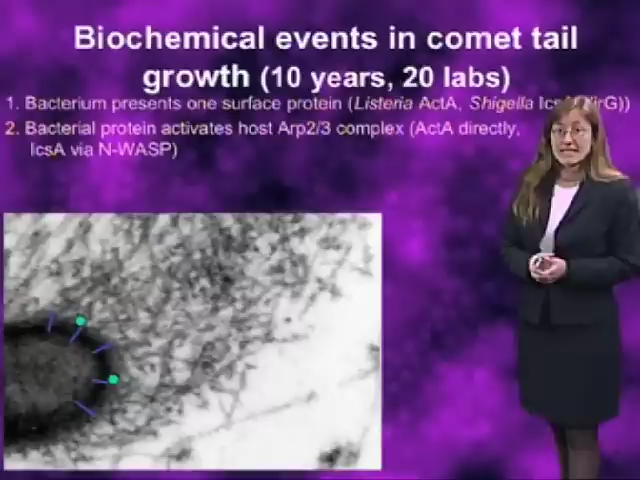 Biochemical events in comet tail
growth (10 years, 20 labs)
1. Bacterium presents one surface protein (Listeria ActA, Shigella
2. Bacterial protein activates host Arp2/3 complex (ActA directly,
IcsA via N-WASP)